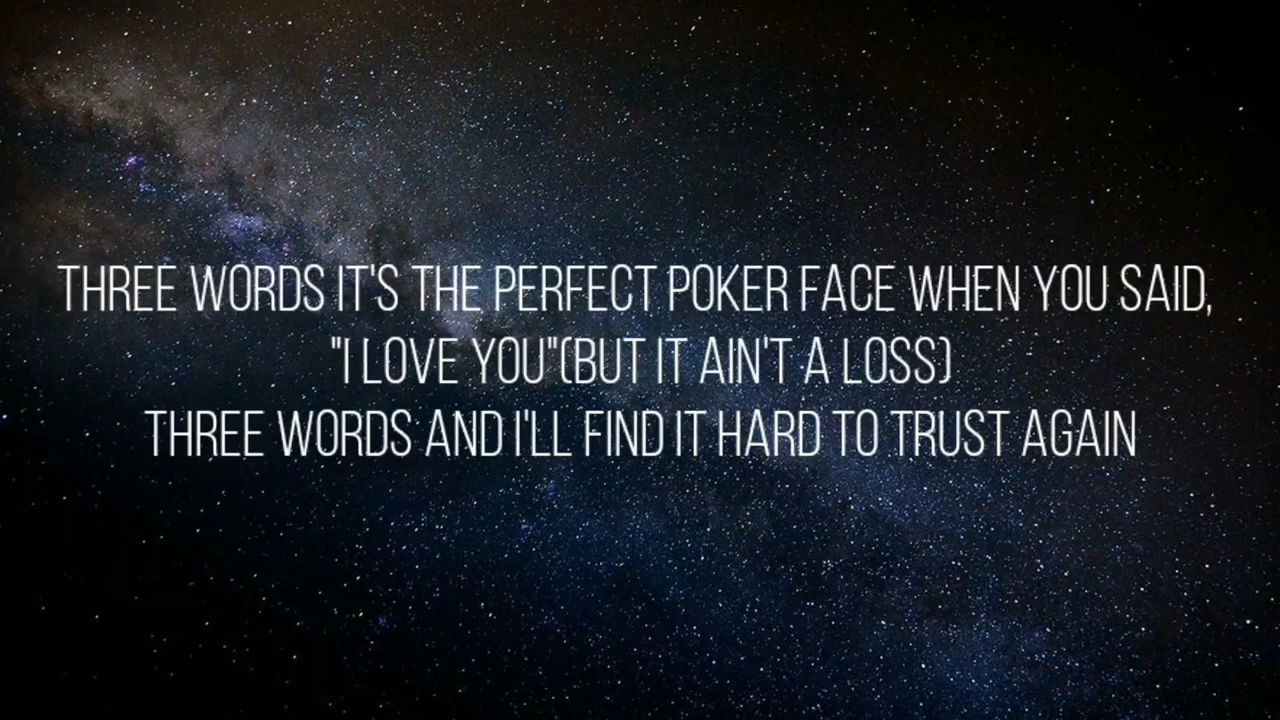 THREE WORDS IT'S THE PERFECT POKER FACE WHEN YOU SAID,
"I LOVE YOU"(BUT IT AIN'T A LOSS)
THREE WORDS AND I'LL FIND IT HARD TO TRUST AGAIN